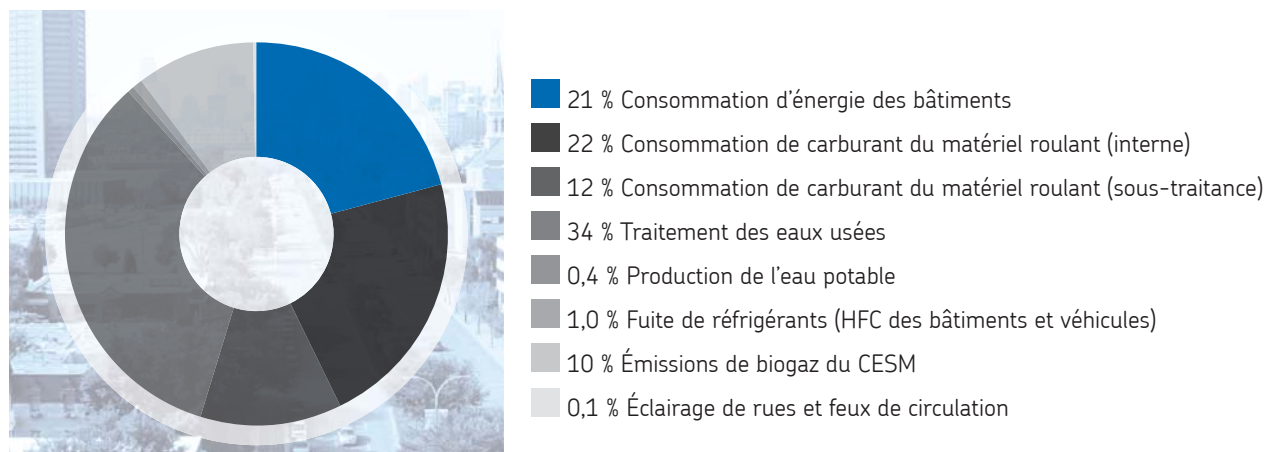 21 % Consommation d'énergie des bâtiments
22 % Consommation de carburant du matériel roulant (interne)
12 % Consommation de carburant du matériel roulant (sous-traitance)
34 % Traitement des eaux usées
0,4 % Production de l'eau potable
1,0 % Fuite de réfrigérants (HFC des bâtiments et véhicules)
10 % Émissions de biogaz du CESM
0,1 % Éclairage de rues et feux de circulation